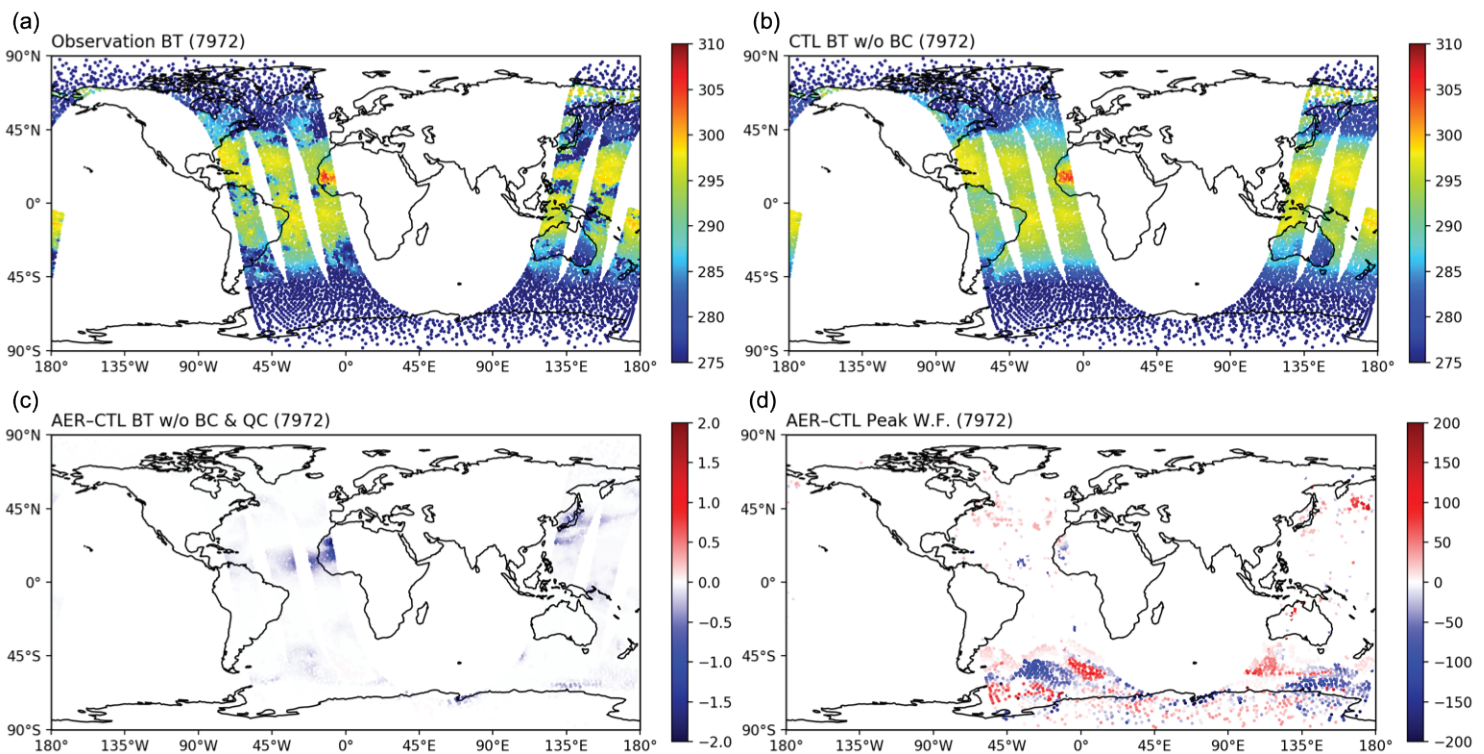 (a)
Observation BT (7972)
90°N
45°N
0°
45°S
90°S
180°
135°W
90°W
45°W
0°
45°E
90°E
135°E
180°
310
305
300
295
290
285
280
275
(b)
CTL BT w/o BC (7972)
90°N
45°N
0°
45°S
90°S
180°
135°W
90°W
45°W
0°
45°E
90°E
135°E
180°
310
305
300
295
290
285
280
275
(c)
AER–CTL BT w/o BC & QC (7972)
90°N
45°N
0°
45°S
90°S
180°
135°W
90°W
45°W
0°
45°E
90°E
135°E
180°
2.0
1.5
1.0
0.5
0.0
−0.5
−1.0
−1.5
−2.0
(d)
AER–CTL Peak W.F. (7972)
90°N
45°N
0°
45°S
90°S
180°
135°W
90°W
45°W
0°
45°E
90°E
135°E
180°
200
150
100
50
0
−50
−100
−150
−200